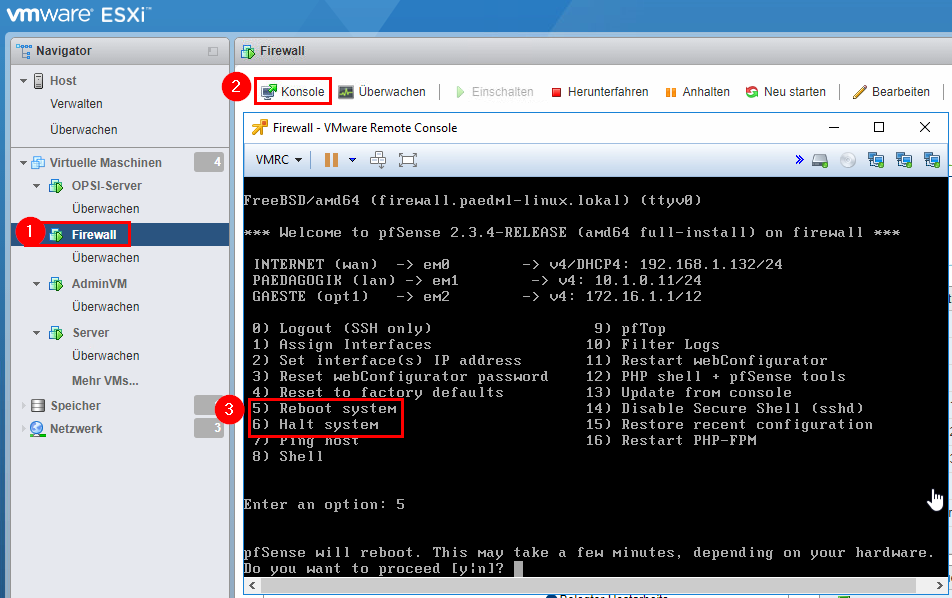 vmware ESXi™
Navigator
Host
Verwalten
Überwachen
Virtuelle Maschinen 4
OPSI-Server
Überwachen
1 Firewall
Überwachen
AdminVM
Überwachen
Server
Überwachen
Mehr VMs...
Speicher
Netzwerk 3
Firewall
2 Konsole Überwachen Einschalten Herunterfahren Anhalten Neu starten Bearbeiten
Firewall - VMware Remote Console
VMRC
FreeBSD/amd64 (firewall.paedml-linux.lokal) (ttyv0)
*** Welcome to pfSense 2.3.4-RELEASE (amd64 full-install) on firewall ***
INTERNET (wan) -> em0 -> v4/DHCP4: 192.168.1.132/24
PAEDAGOGIK (lan) -> em1 -> v4: 10.1.0.11/24
GAESTE (opt1) -> em2 -> v4: 172.16.1.1/12
0) Logout (SSH only) 9) pfTop
1) Assign Interfaces 10) Filter Logs
2) Set interface(s) IP address 11) Restart webConfigurator
3) Reset webConfigurator password 12) PHP shell + pfSense tools
4) Reset to factory defaults 13) Update from console
3 5) Reboot system 14) Disable Secure Shell (sshd)
6) Halt system 15) Restore recent configuration
7) Ping host 16) Restart PHP-FPM
8) Shell
Enter an option: 5
pfSense will reboot. This may take a few minutes, depending on your hardware.
Do you want to proceed [y|n]?